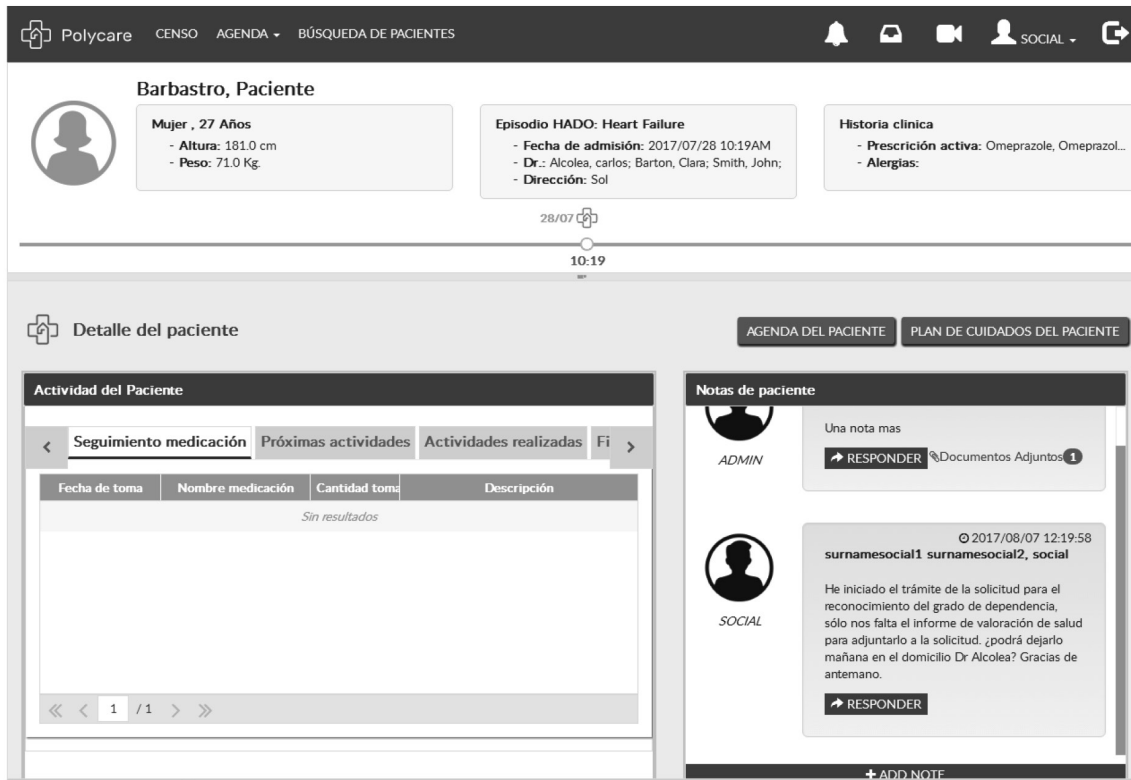 Polycare CENSO AGENDA BÚSQUEDA DE PACIENTES SOCIAL
Barbastro, Paciente
Mujer , 27 Años
- Altura: 181.0 cm
- Peso: 71.0 Kg.
Episodio HADO: Heart Failure
- Fecha de admisión: 2017/07/28 10:19AM
- Dr.: Alcolea, carlos; Barton, Clara; Smith, John;
- Dirección: Sol
Historia clinica
- Prescrición activa: Omeprazole, Omeprazol...
- Alergias:
28/07
10:19
Detalle del paciente
AGENDA DEL PACIENTE PLAN DE CUIDADOS DEL PACIENTE
Actividad del Paciente
Seguimiento medicación Próximas actividades Actividades realizadas Fi
Fecha de toma Nombre medicación Cantidad toma Descripción
Sin resultados
1 / 1
Notas de paciente
ADMIN
Una nota mas
RESPONDER Documentos Adjuntos 1
SOCIAL
2017/08/07 12:19:58
surnamesocial1 surnamesocial2, social
He iniciado el trámite de la solicitud para el
reconocimiento del grado de dependencia,
sólo nos falta el informe de valoración de salud
para adjuntarlo a la solicitud. ¿podrá dejarlo
mañana en el domicilio Dr Alcolea? Gracias de
antemano.
RESPONDER
+ ADD NOTE